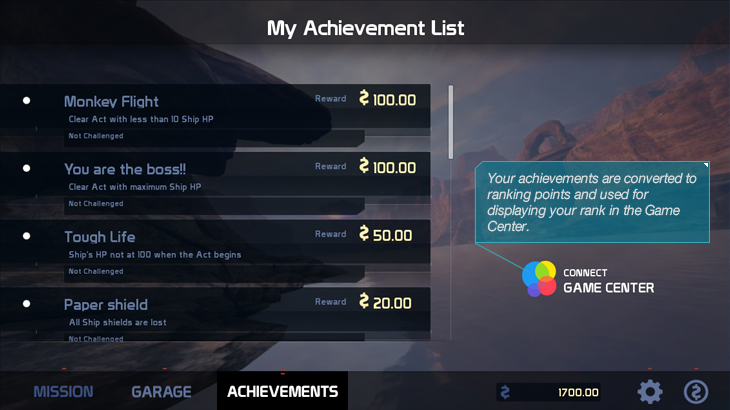 My Achievement List
Monkey Flight
Reward
100.00
Clear Act with less than 10 Ship HP
Not Challenged
You are the boss!!
Reward
100.00
Clear Act with maximum Ship HP
Not Challenged
Tough Life
Reward
50.00
Ship's HP not at 100 when the Act begins
Not Challenged
Paper shield
Reward
20.00
All Ship shields are lost
Not Challenged
Your achievements are converted to
ranking points and used for
displaying your rank in the Game
Center.
CONNECT
GAME CENTER
MISSION
GARAGE
ACHIEVEMENTS
1700.00